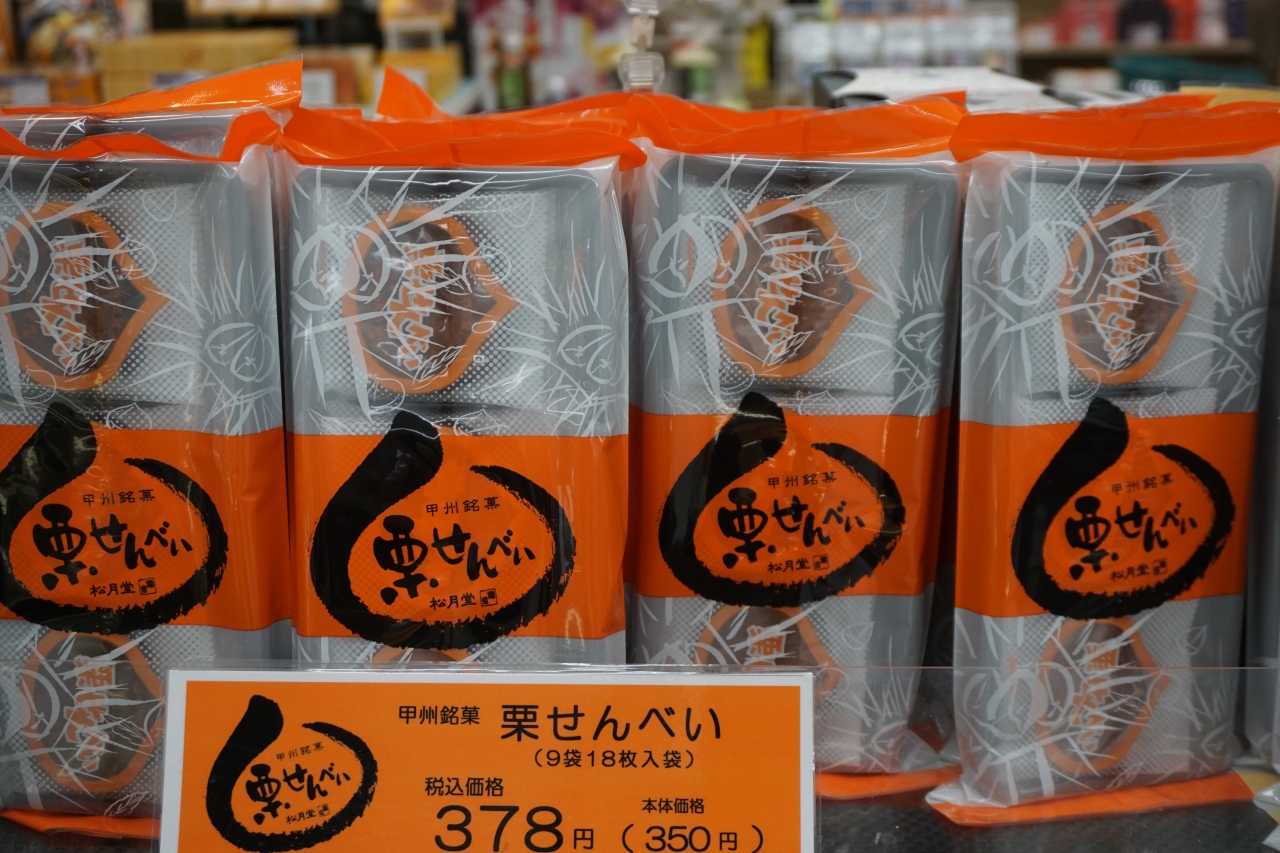 甲州銘菓
栗せんべい
松月堂
甲州銘菓
栗せんべい
松月堂
甲州銘菓
栗せんべい
松月堂
甲州銘菓
栗せんべい
松月堂
甲州銘菓 栗せんべい
(9袋18枚入袋)
甲州銘菓
栗せんべい
松月堂
税込価格 本体価格
378円 (350円)